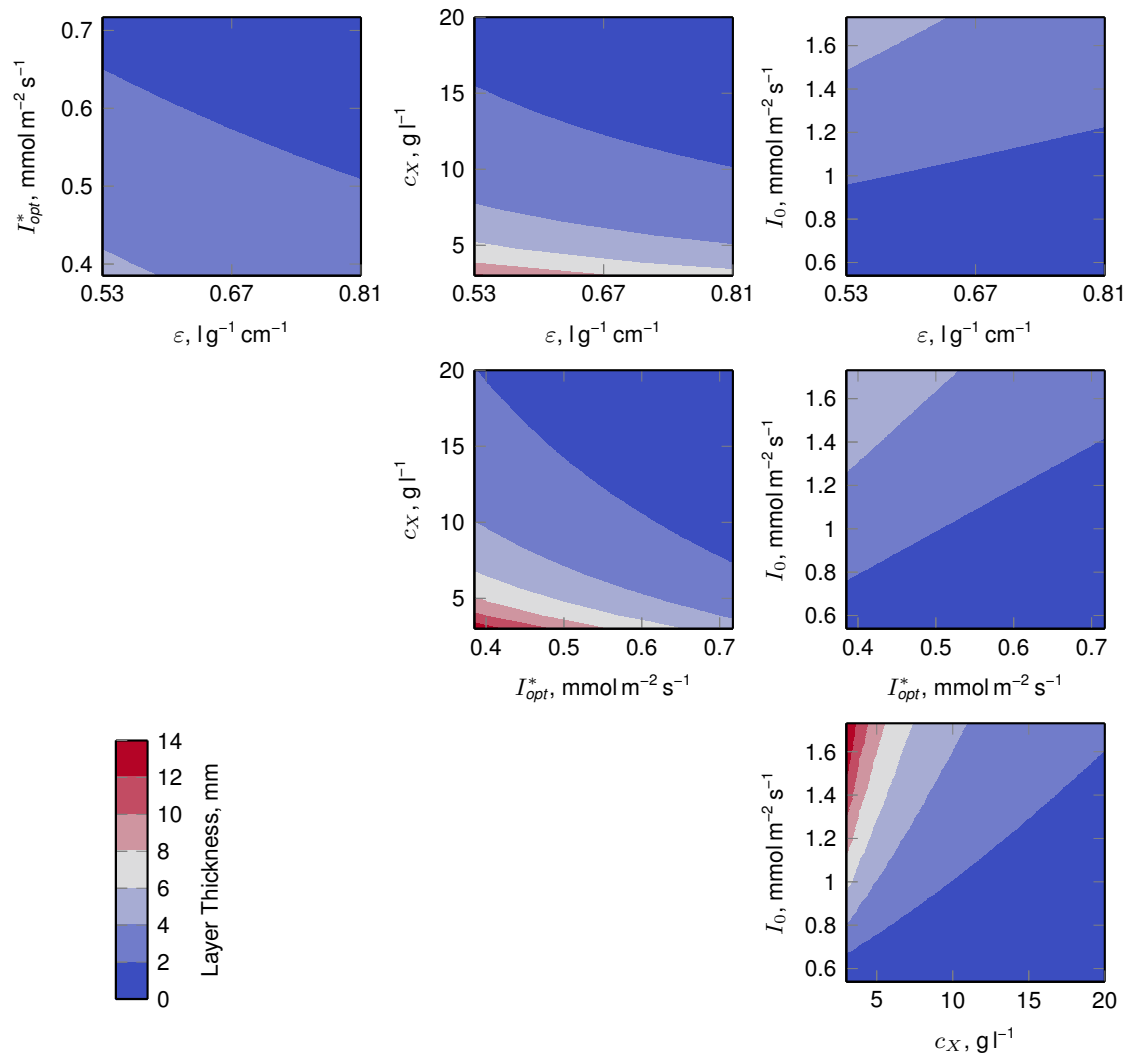 0.7
0.6
0.5
0.4
I*opt, mmol m−2 s−1
0.53 0.67 0.81
ε, l g−1 cm−1
20
15
10
5
cX, g l−1
0.53 0.67 0.81
ε, l g−1 cm−1
1.6
1.4
1.2
1
0.8
0.6
I0, mmol m−2 s−1
0.53 0.67 0.81
ε, l g−1 cm−1
20
15
10
5
cX, g l−1
0.4 0.5 0.6 0.7
I*opt, mmol m−2 s−1
1.6
1.4
1.2
1
0.8
0.6
I0, mmol m−2 s−1
0.4 0.5 0.6 0.7
I*opt, mmol m−2 s−1
14
12
10
8
6
4
2
0
Layer Thickness, mm
1.6
1.4
1.2
1
0.8
0.6
I0, mmol m−2 s−1
5 10 15 20
cX, g l−1